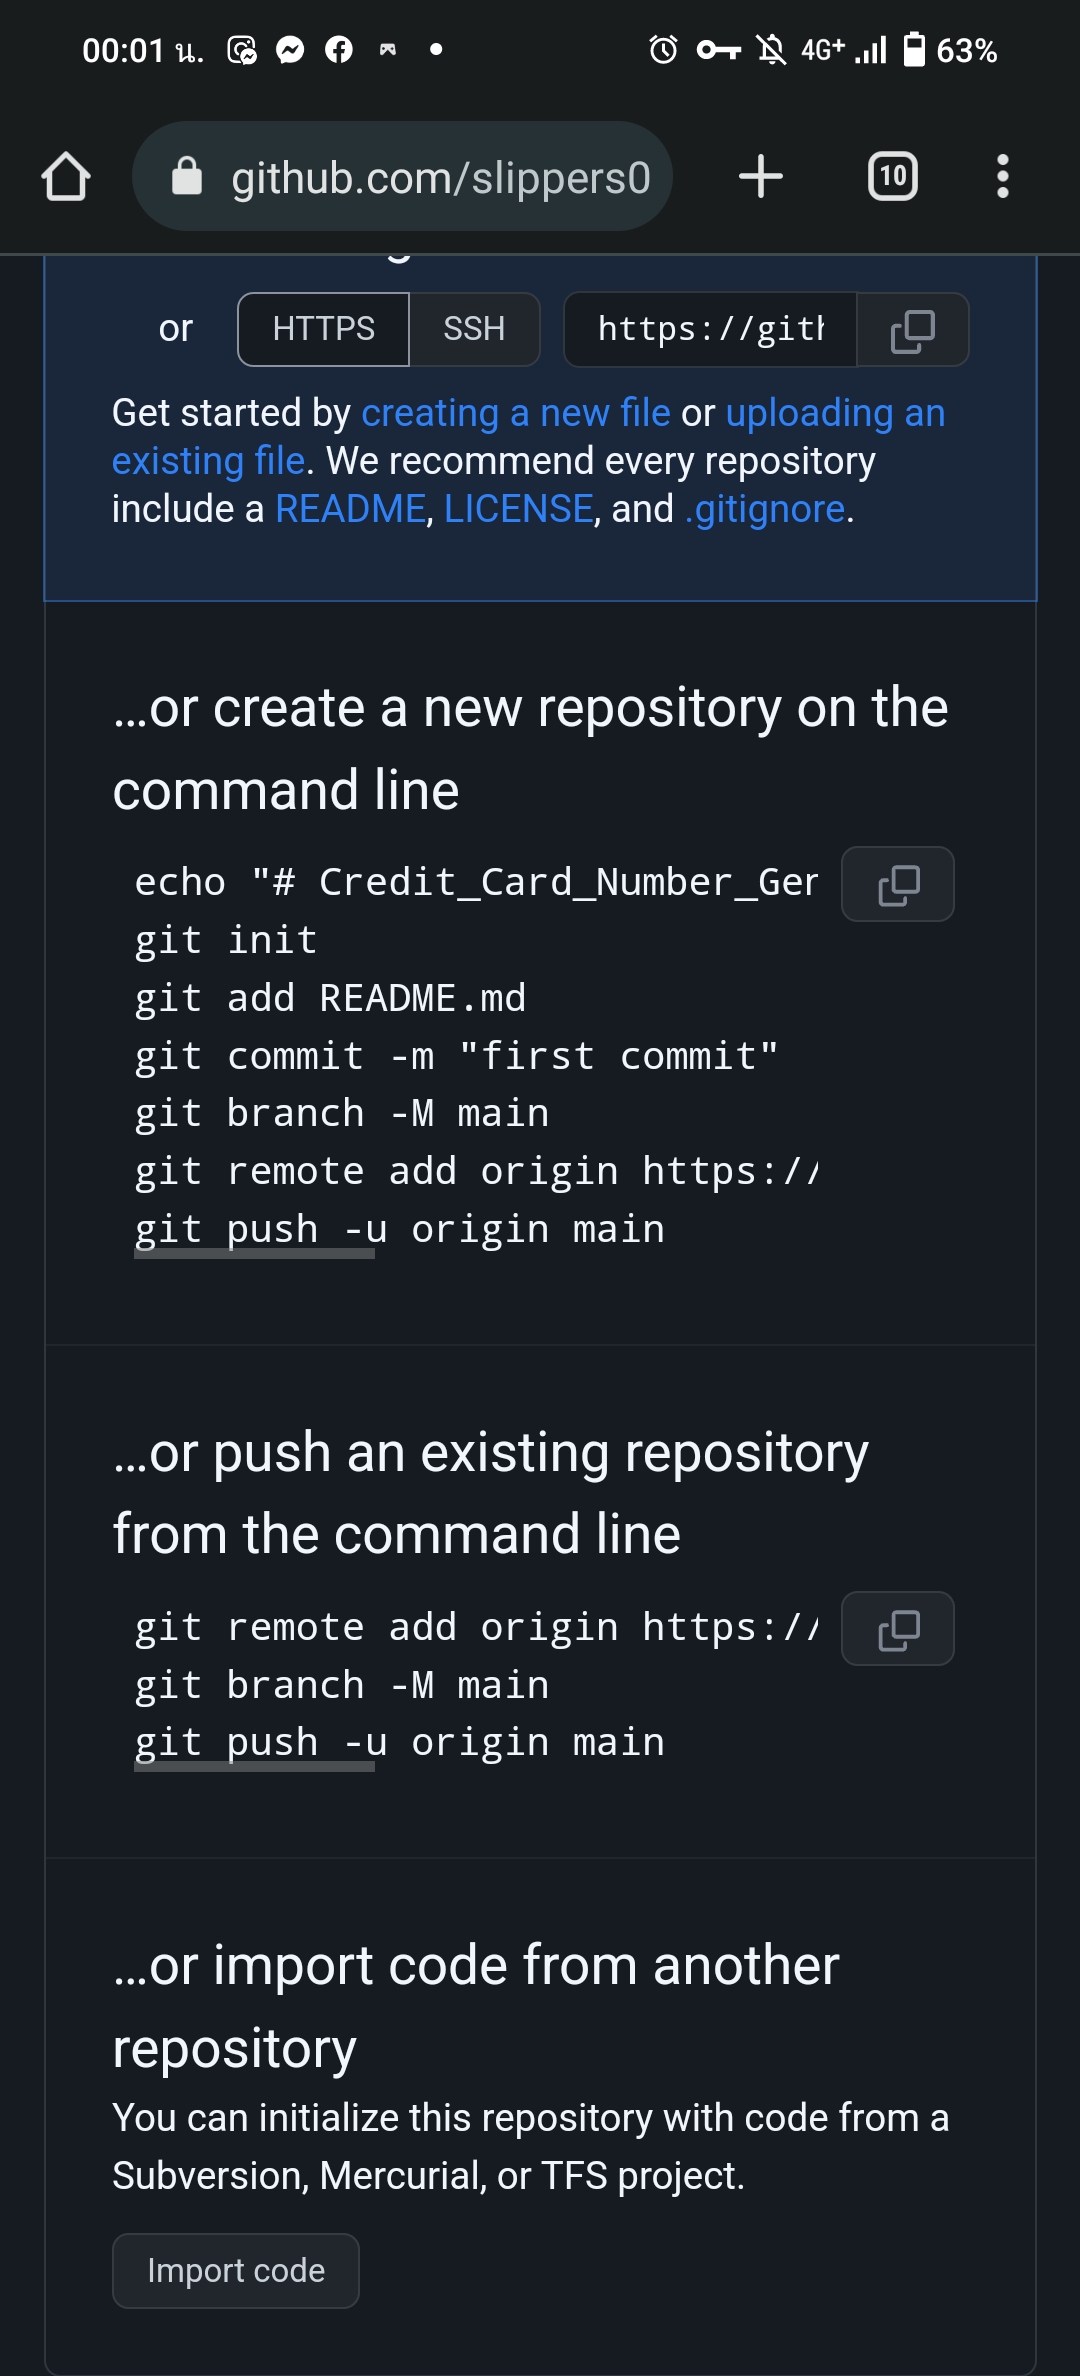 00:01 น.
4G+ 63%
github.com/slippers0
10
or HTTPS SSH https://gith
Get started by creating a new file or uploading an
existing file. We recommend every repository
include a README, LICENSE, and .gitignore.
...or create a new repository on the
command line
echo "# Credit_Card_Number_Ger
git init
git add README.md
git commit -m "first commit"
git branch -M main
git remote add origin https://
git push -u origin main
...or push an existing repository
from the command line
git remote add origin https://
git branch -M main
git push -u origin main
...or import code from another
repository
You can initialize this repository with code from a
Subversion, Mercurial, or TFS project.
Import code